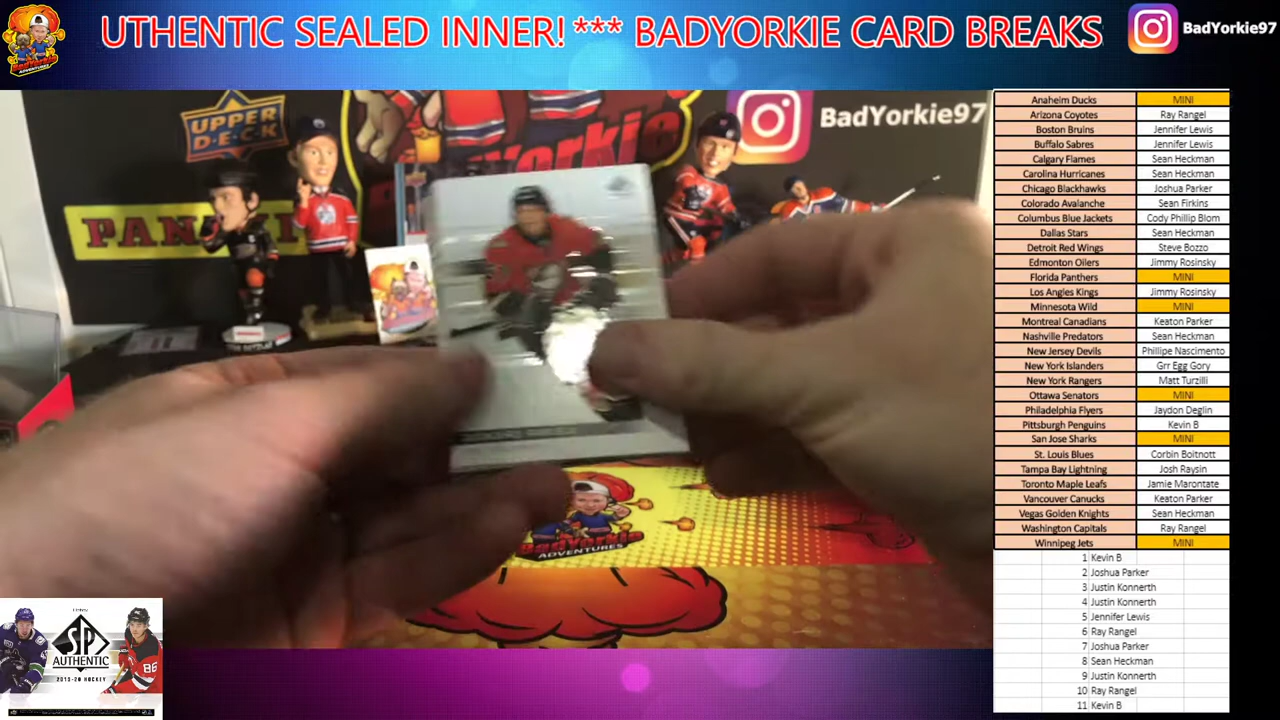 UTHENTIC SEALED INNER! *** BADYORKIE CARD BREAKS
BadYorkie97
UPPER
D·E·C·K
BadYorkie97
Yorkie
BadYorkie
ADVENTURES
Anaheim Ducks MINI
Arizona Coyotes Ray Rangel
Boston Bruins Jennifer Lewis
Buffalo Sabres Jennifer Lewis
Calgary Flames Sean Heckman
Carolina Hurricanes Sean Heckman
Chicago Blackhawks Joshua Parker
Colorado Avalanche Sean Firkins
Columbus Blue Jackets Cody Phillip Blom
Dallas Stars Sean Heckman
Detroit Red Wings Steve Bozzo
Edmonton Oilers Jimmy Rosinsky
Florida Panthers MINI
Los Angles Kings Jimmy Rosinsky
Minnesota Wild MINI
Montreal Canadians Keaton Parker
Nashville Predators Sean Heckman
New Jersey Devils Phillipe Nascimento
New York Islanders Grr Egg Gory
New York Rangers Matt Turzilli
Ottawa Senators MINI
Philadelphia Flyers Jaydon Deglin
Pittsburgh Penguins Kevin B
San Jose Sharks MINI
St. Louis Blues Corbin Boitnott
Tampa Bay Lightning Josh Raysin
Toronto Maple Leafs Jamie Marontate
Vancouver Canucks Keaton Parker
Vegas Golden Knights Sean Heckman
Washington Capitals Ray Rangel
Winnipeg Jets MINI
1 Kevin B
2 Joshua Parker
3 Justin Konnerth
4 Justin Konnerth
5 Jennifer Lewis
6 Ray Rangel
7 Joshua Parker
8 Sean Heckman
9 Justin Konnerth
10 Ray Rangel
11 Kevin B
SP
AUTHENTIC
2019-20 HOCKEY
86